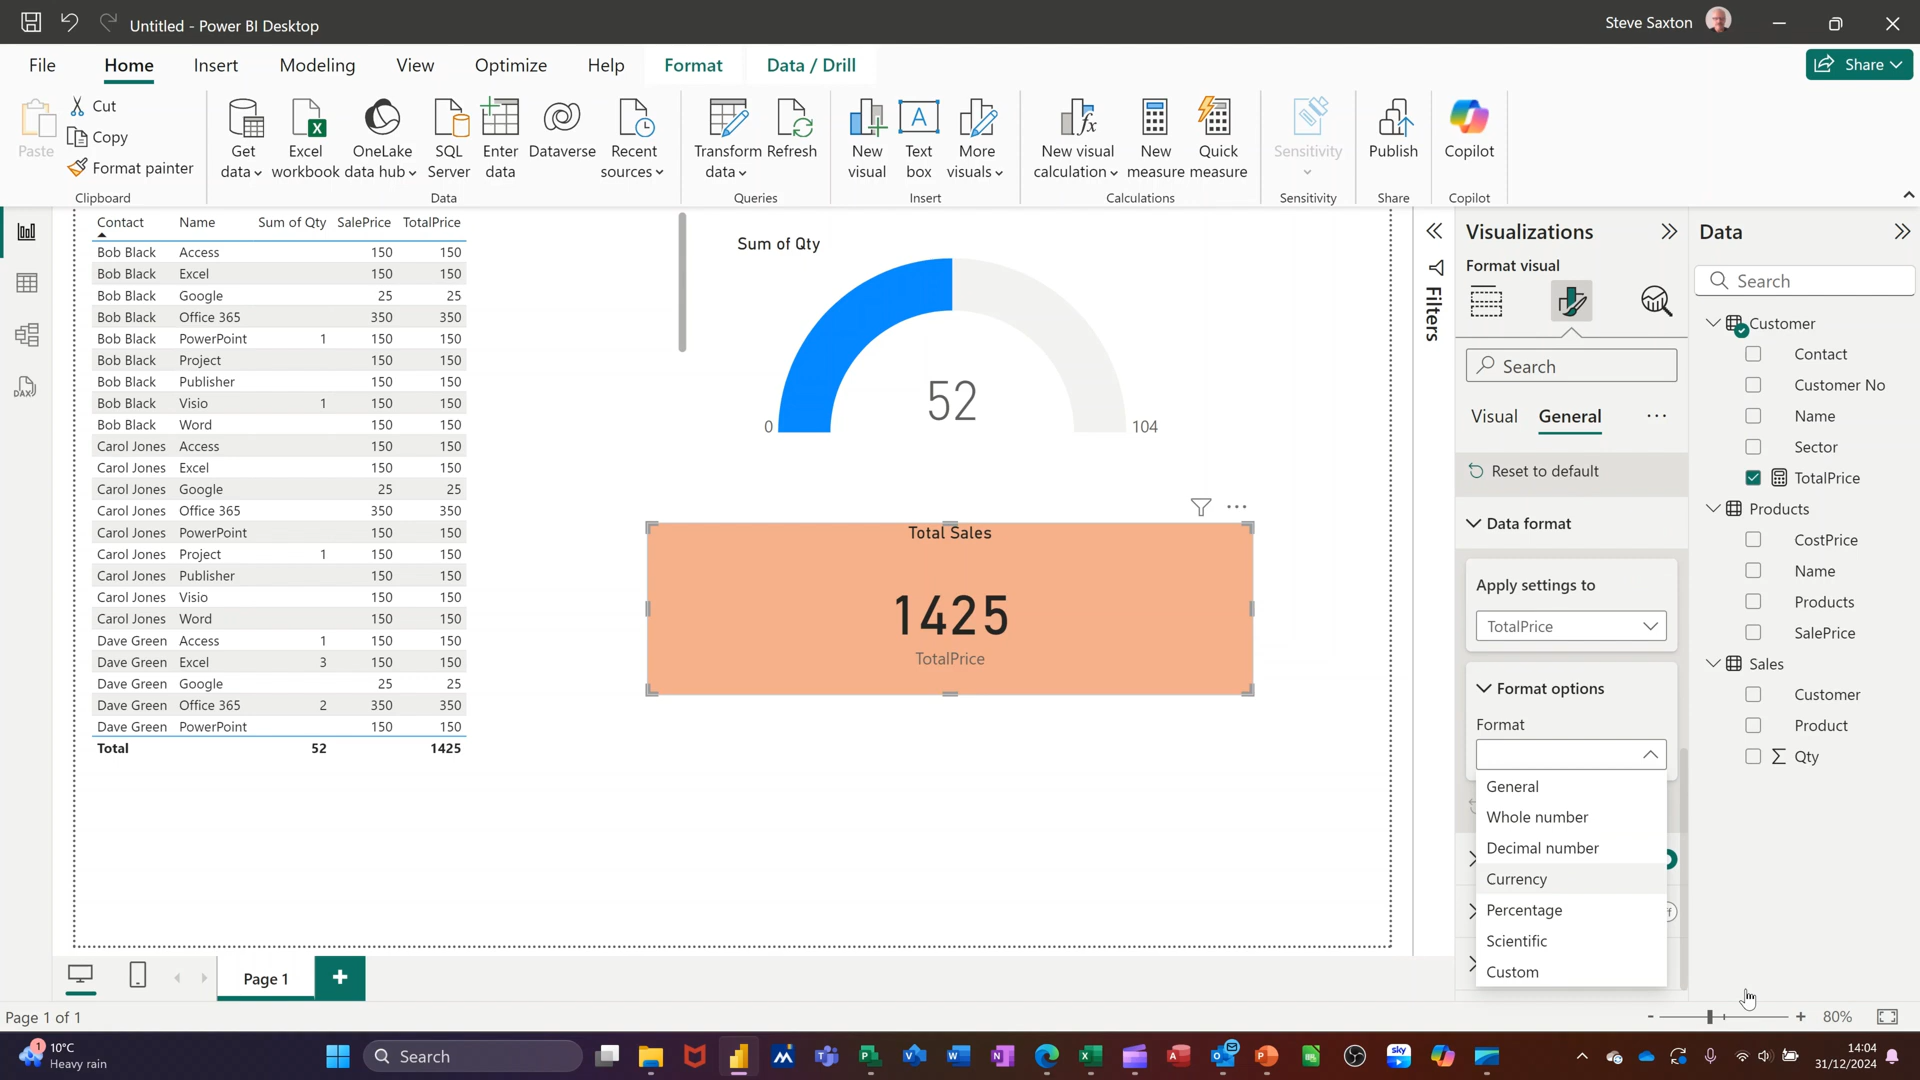 Untitled - Power BI Desktop
Steve Saxton
File Home Insert Modeling View Optimize Help Format Data / Drill
Share
Paste
Cut
Copy
Format painter
Clipboard
Get data
Excel workbook
OneLake data hub
SQL Server
Enter data
Dataverse
Recent sources
Data
Transform data
Refresh
Queries
New visual
Text box
More visuals
Insert
New visual calculation
New measure
Quick measure
Calculations
Sensitivity
Sensitivity
Publish
Share
Copilot
Copilot
DAX
Contact Name Sum of Qty SalePrice TotalPrice
Bob Black Access 150 150
Bob Black Excel 150 150
Bob Black Google 25 25
Bob Black Office 365 350 350
Bob Black PowerPoint 1 150 150
Bob Black Project 150 150
Bob Black Publisher 150 150
Bob Black Visio 1 150 150
Bob Black Word 150 150
Carol Jones Access 150 150
Carol Jones Excel 150 150
Carol Jones Google 25 25
Carol Jones Office 365 350 350
Carol Jones PowerPoint 150 150
Carol Jones Project 1 150 150
Carol Jones Publisher 150 150
Carol Jones Visio 150 150
Carol Jones Word 150 150
Dave Green Access 1 150 150
Dave Green Excel 3 150 150
Dave Green Google 25 25
Dave Green Office 365 2 350 350
Dave Green PowerPoint 150 150
Total 52 1425
Sum of Qty
52
0 104
Total Sales
1425
TotalPrice
Filters
Visualizations
Format visual
Search
Visual General
Reset to default
Data format
Apply settings to
TotalPrice
Format options
Format
General
Whole number
Decimal number
Currency
Percentage
Scientific
Custom
Data
Search
Customer
Contact
Customer No
Name
Sector
TotalPrice
Products
CostPrice
Name
Products
SalePrice
Sales
Customer
Product
Qty
Page 1
Page 1 of 1
80%
1
10°C
Heavy rain
Search
sky
14:04
31/12/2024